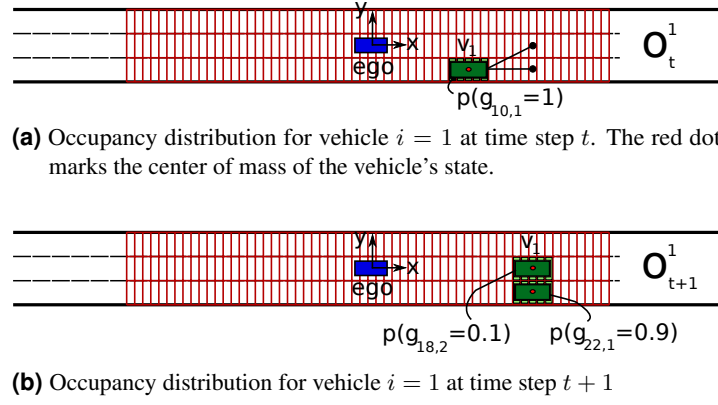 y
x
v₁
ego
O¹ₜ
p(g₁₀,₁=1)
(a) Occupancy distribution for vehicle i = 1 at time step t. The red dot
marks the center of mass of the vehicle's state.
y
x
v₁
ego
O¹ₜ₊₁
p(g₁₈,₂=0.1) p(g₂₂,₁=0.9)
(b) Occupancy distribution for vehicle i = 1 at time step t + 1